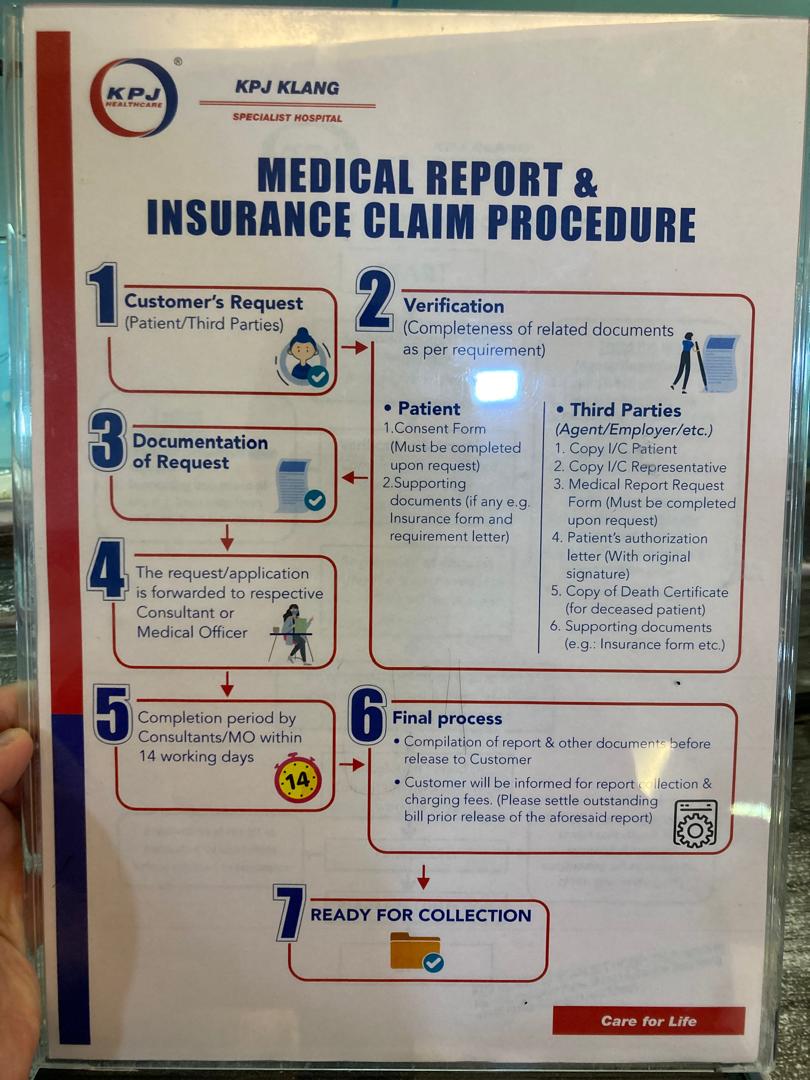 KPJ
HEALTHCARE
®
KPJ KLANG
SPECIALIST HOSPITAL
MEDICAL REPORT &
INSURANCE CLAIM PROCEDURE
1
Customer's Request
(Patient/Third Parties)
2
Verification
(Completeness of related documents
as per requirement)
• Patient
1.Consent Form
(Must be completed
upon request)
2.Supporting
documents (if any e.g.
Insurance form and
requirement letter)
• Third Parties
(Agent/Employer/etc.)
1. Copy I/C Patient
2. Copy I/C Representative
3. Medical Report Request
Form (Must be completed
upon request)
4. Patient's authorization
letter (With original
signature)
5. Copy of Death Certificate
(for deceased patient)
6. Supporting documents
(e.g.: Insurance form etc.)
3
Documentation
of Request
4
The request/application
is forwarded to respective
Consultant or
Medical Officer
5
Completion period by
Consultants/MO within
14 working days
14
6
Final process
• Compilation of report & other documents before
release to Customer
• Customer will be informed for report collection &
charging fees. (Please settle outstanding
bill prior release of the aforesaid report)
7
READY FOR COLLECTION
Care for Life